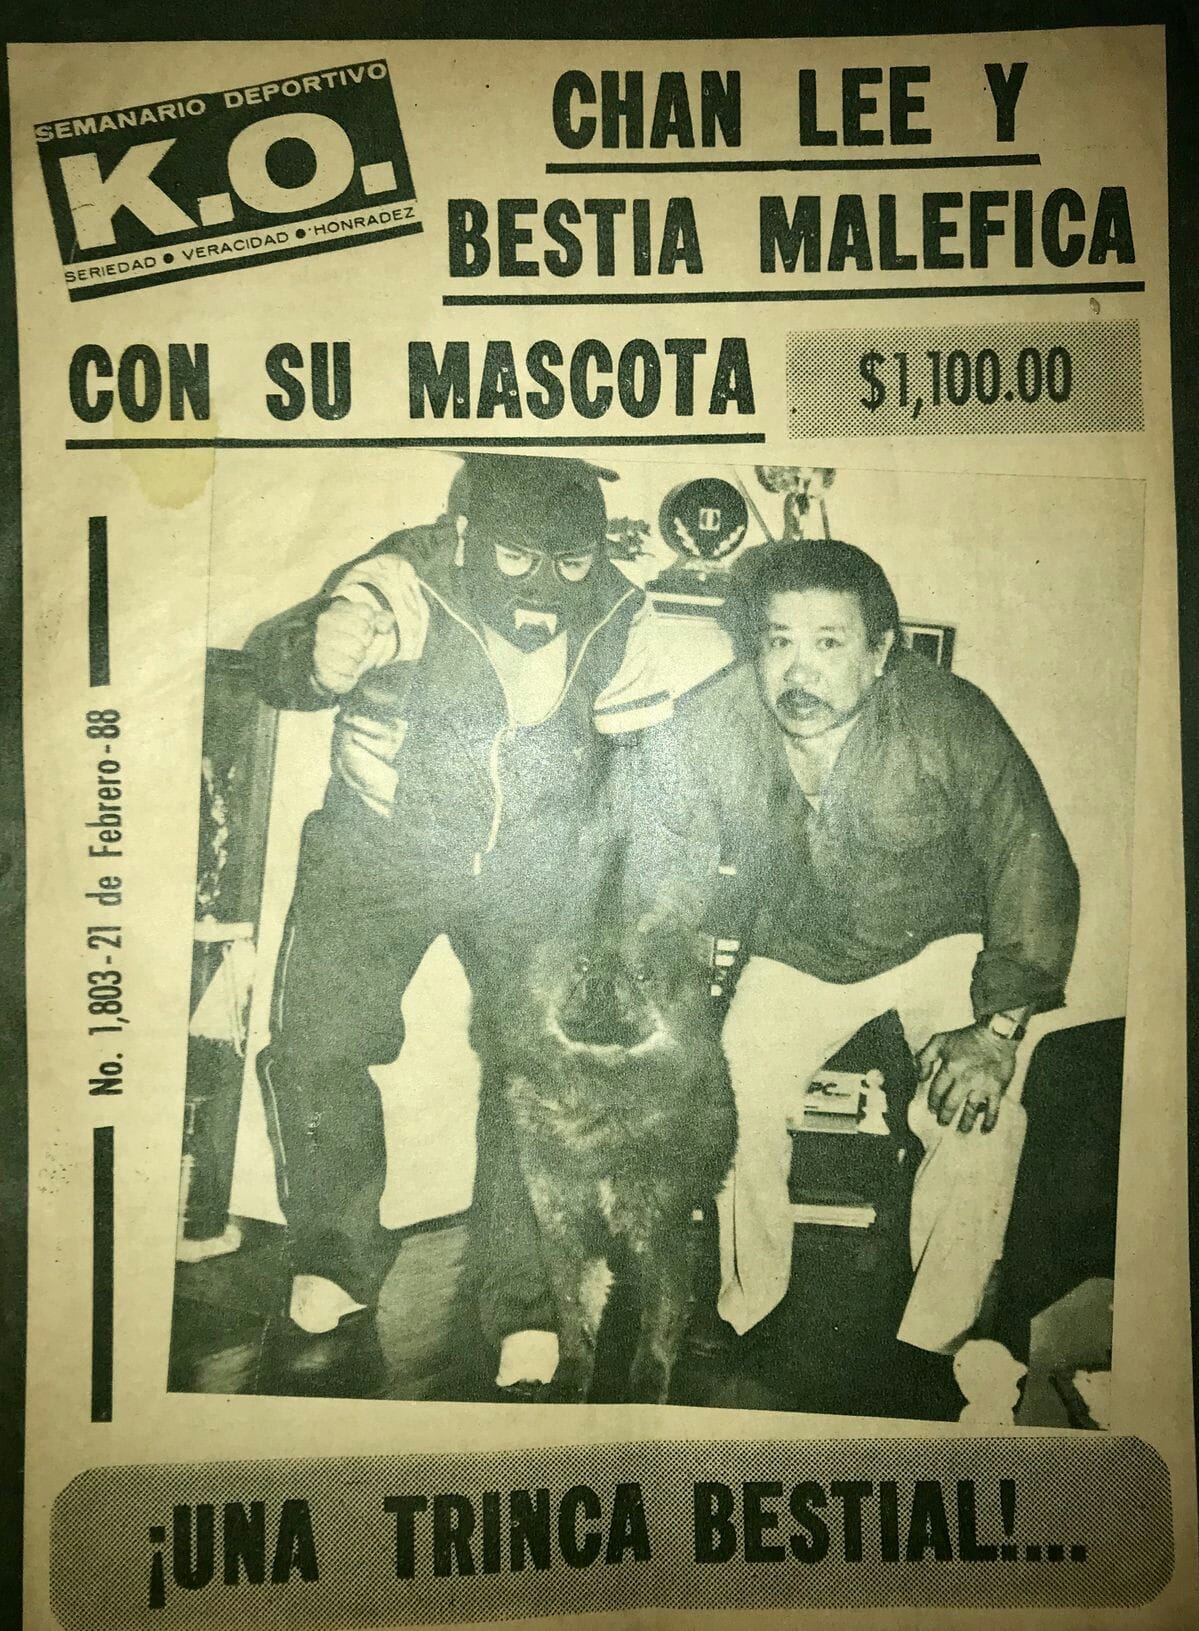 SEMANARIO DEPORTIVO
K.O.
SERIEDAD ● VERACIDAD ● HONRADEZ
CHAN LEE Y
BESTIA MALEFICA
CON SU MASCOTA
$1,100.00
No. 1,803-21 de Febrero-88
PC
¡UNA TRINCA BESTIAL!...